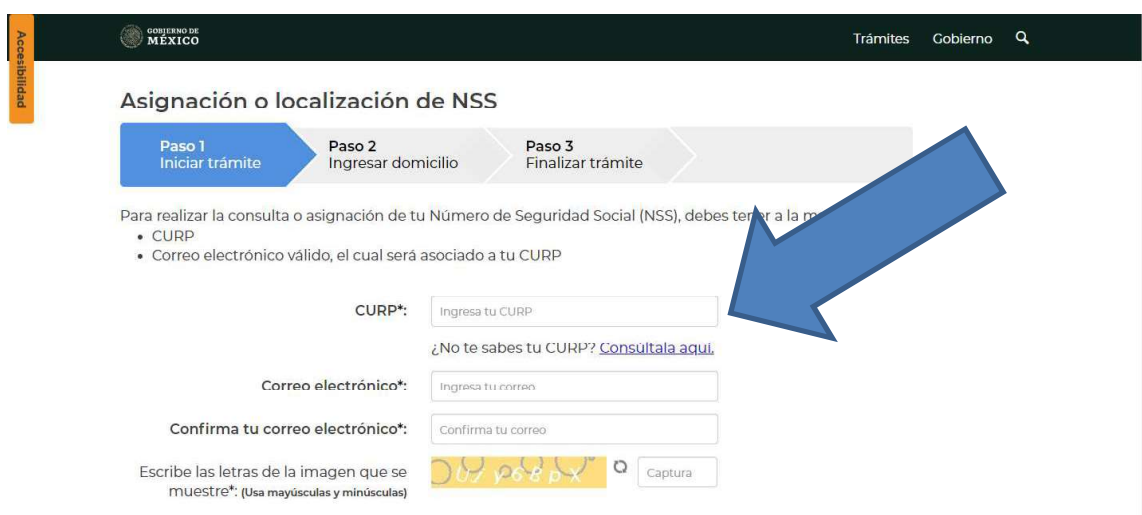 Accesibilidad
GOBIERNO DE
MÉXICO
Trámites Gobierno
Asignación o localización de NSS
Paso 1
Iniciar trámite
Paso 2
Ingresar domicilio
Paso 3
Finalizar trámite
Para realizar la consulta o asignación de tu Número de Seguridad Social (NSS), debes tener a la
• CURP
• Correo electrónico válido, el cual será asociado a tu CURP
CURP*: Ingresa tu CURP
¿No te sabes tu CURP? Consúltala aquí.
Correo electrónico*: Ingresa tu correo
Confirma tu correo electrónico*: Confirma tu correo
Escribe las letras de la imagen que se
muestre*: (Usa mayúsculas y minúsculas)
Captura